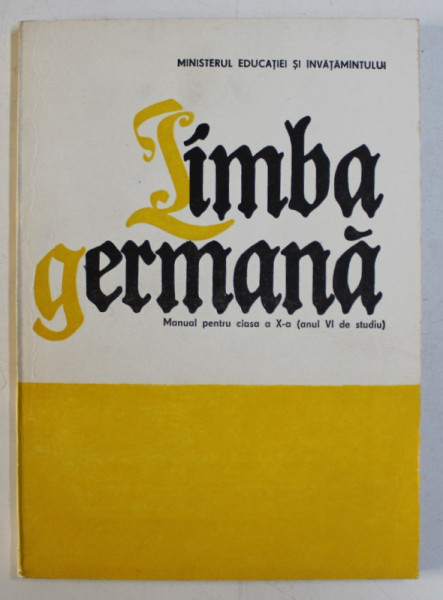 MINISTERUL EDUCAȚIEI ȘI ÎNVĂȚĂMÎNTULUI
Limba
germană
Manual pentru clasa a X-a (anul VI de studiu)